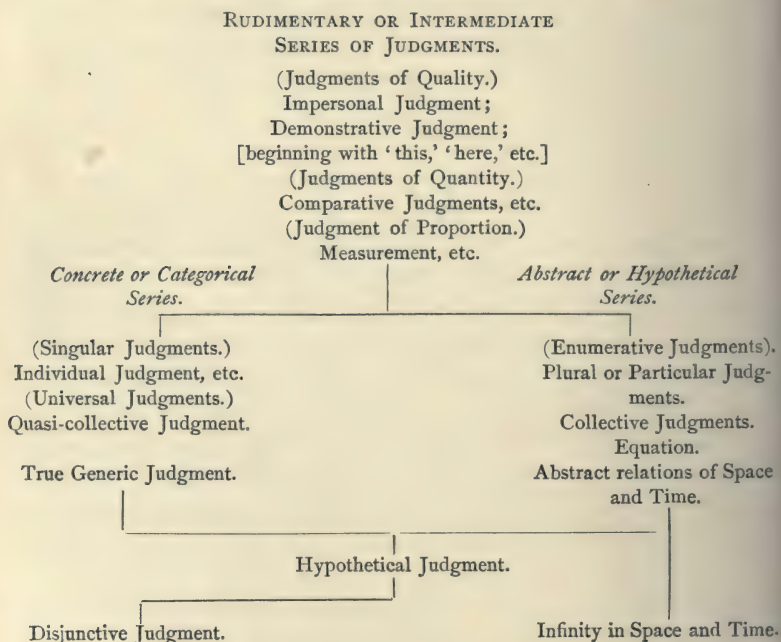 RUDIMENTARY OR INTERMEDIATE
SERIES OF JUDGMENTS.
(Judgments of Quality.)
Impersonal Judgment;
Demonstrative Judgment;
[beginning with ‘this,’ ‘here,’ etc.]
(Judgments of Quantity.)
Comparative Judgments, etc.
(Judgment of Proportion.)
Measurement, etc.
Concrete or Categorical
Series.
(Singular Judgments.)
Individual Judgment, etc.
(Universal Judgments.)
Quasi-collective Judgment.
True Generic Judgment.
Abstract or Hypothetical
Series.
(Enumerative Judgments).
Plural or Particular Judg-
ments.
Collective Judgments.
Equation.
Abstract relations of Space
and Time.
Hypothetical Judgment.
Disjunctive Judgment.
Infinity in Space and Time.